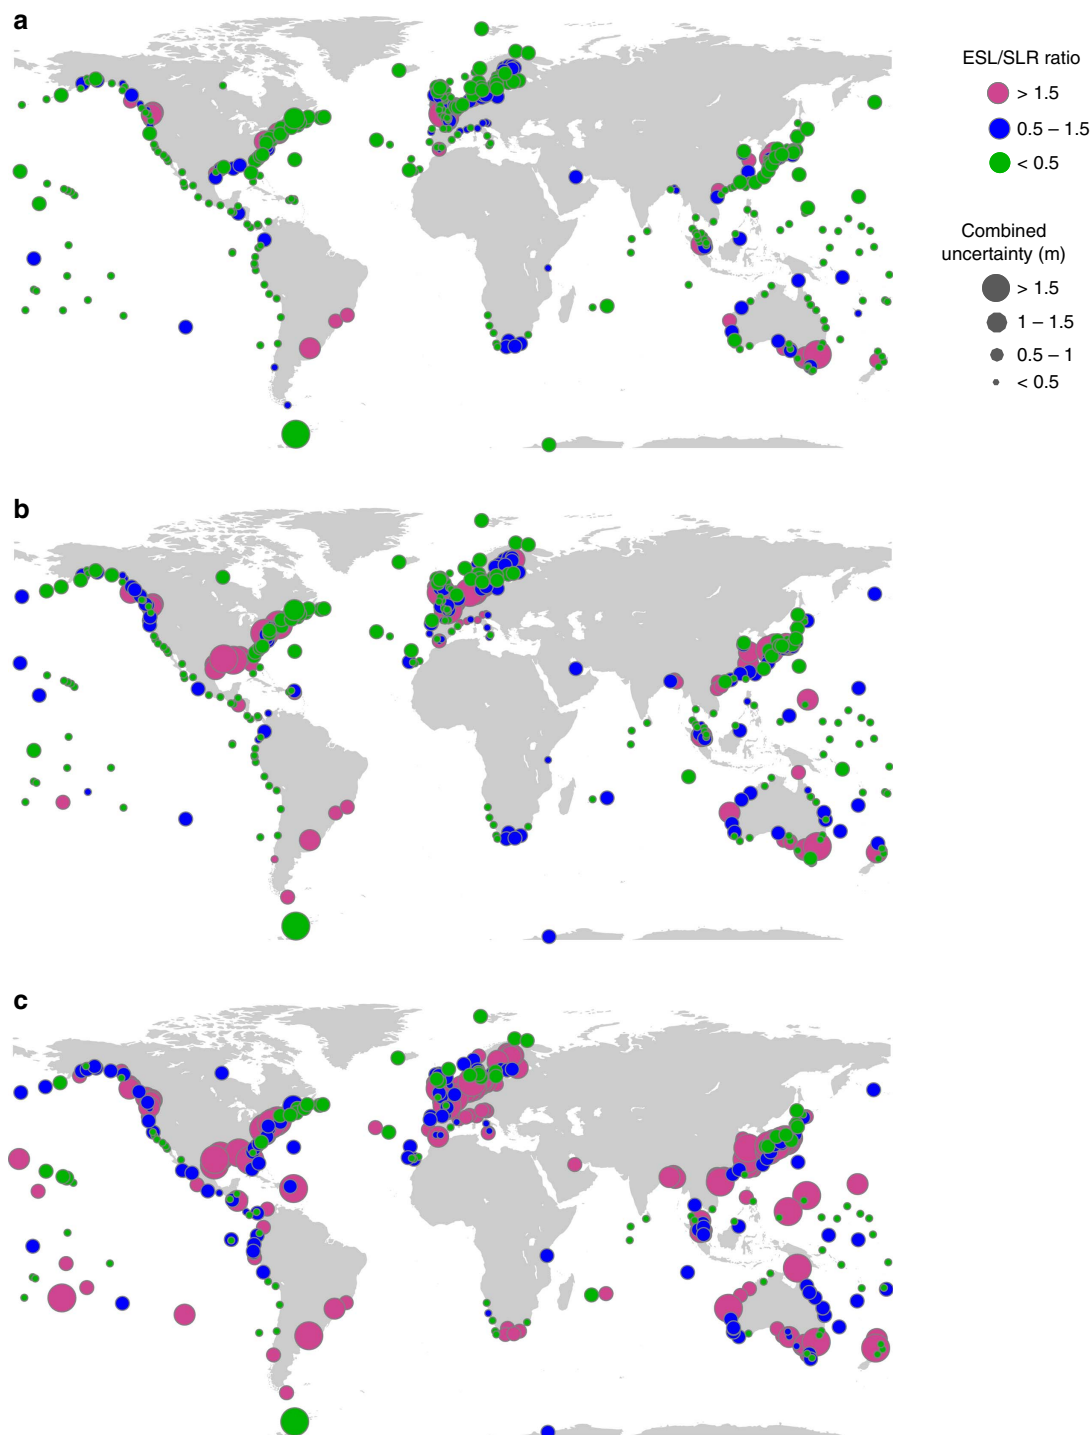 a
ESL/SLR ratio
> 1.5
0.5 – 1.5
< 0.5
Combined
uncertainty (m)
> 1.5
1 – 1.5
0.5 – 1
< 0.5
b
c